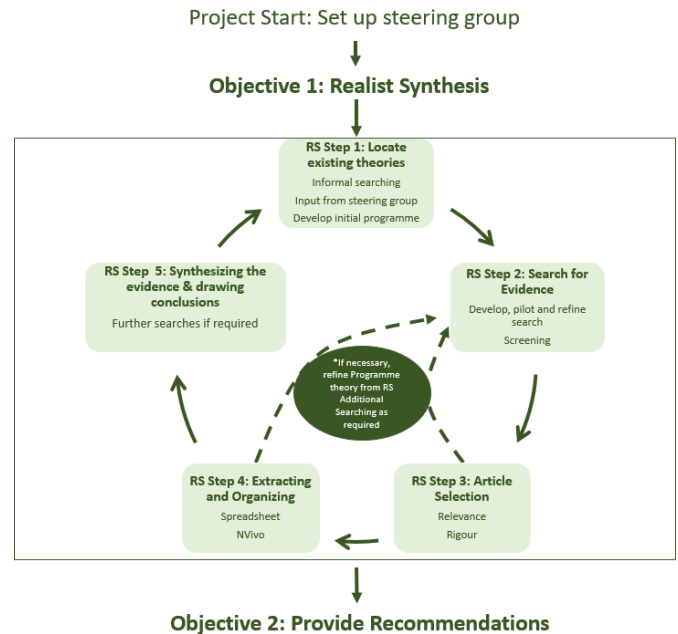 Project Start: Set up steering group
Objective 1: Realist Synthesis
RS Step 1: Locate
existing theories
Informal searching
Input from steering group
Develop initial programme
RS Step 2: Search for
Evidence
Develop, pilot and refine
search
Screening
RS Step 3: Article
Selection
Relevance
Rigour
RS Step 4: Extracting
and Organizing
Spreadsheet
NVivo
RS Step 5: Synthesizing the
evidence & drawing
conclusions
Further searches if required
*If necessary,
refine Programme
theory from RS
Additional
Searching as
required
Objective 2: Provide Recommendations